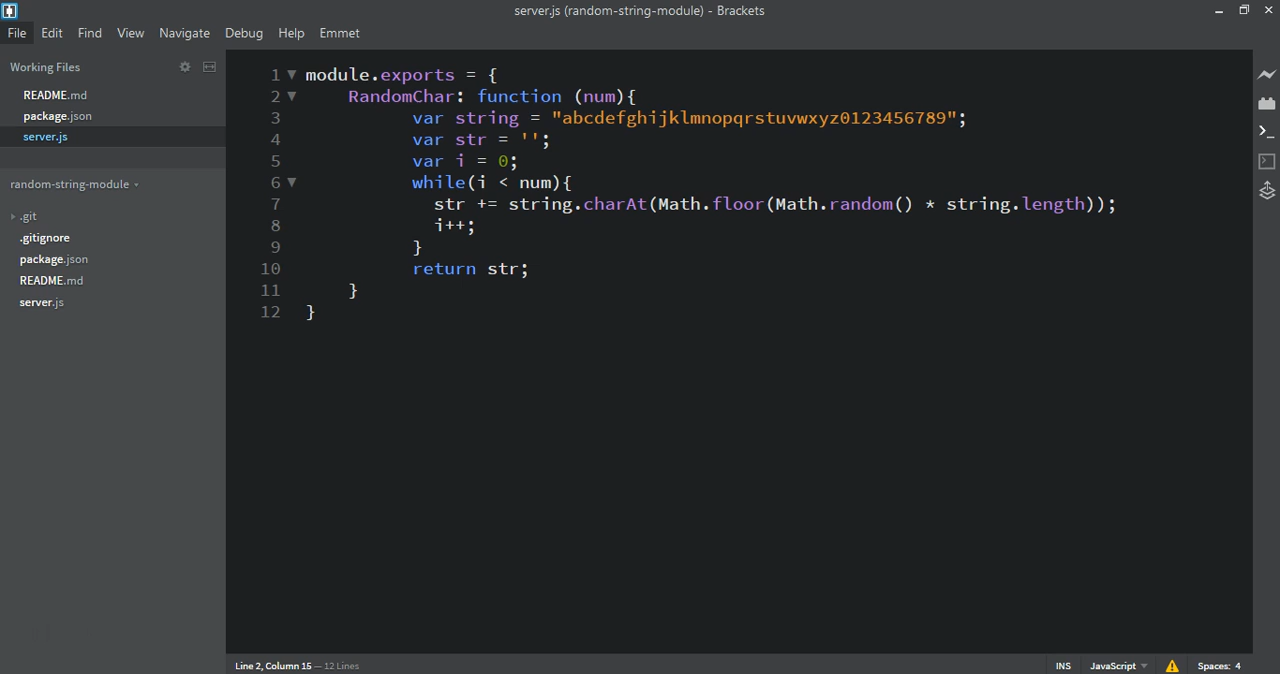 server.js (random-string-module) - Brackets
File Edit Find View Navigate Debug Help Emmet
Working Files
README.md
package.json
server.js
random-string-module
.git
.gitignore
package.json
README.md
server.js
1 module.exports = {
2 RandomChar: function (num){
3 var string = "abcdefghijklmnopqrstuvwxyz0123456789";
4 var str = '';
5 var i = 0;
6 while(i < num){
7 str += string.charAt(Math.floor(Math.random() * string.length));
8 i++;
9 }
10 return str;
11 }
12 }
Line 2, Column 15 — 12 Lines
INS JavaScript Spaces: 4